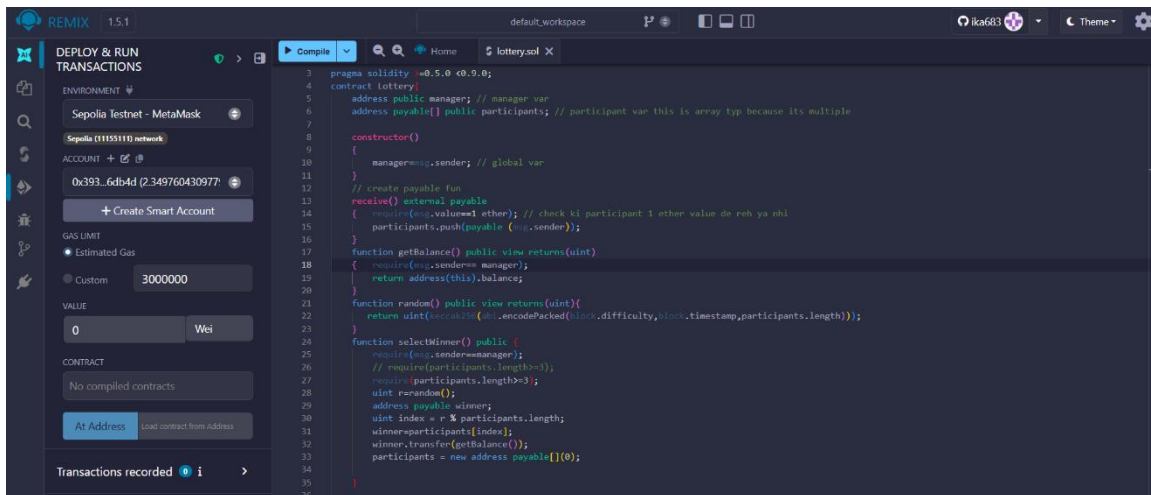 REMIX 1.5.1
default_workspace
ika683
Theme
DEPLOY & RUN
TRANSACTIONS
ENVIRONMENT
Sepolia Testnet - MetaMask
Sepolia (11155111) network
ACCOUNT
0x393...6db4d (2.349760430977
+ Create Smart Account
GAS LIMIT
Estimated Gas
Custom 3000000
VALUE
0 Wei
CONTRACT
No compiled contracts
At Address Load contract from Address
Transactions recorded 0 i
Compile
Home
lottery.sol
3 pragma solidity >=0.5.0 <0.9.0;
4 contract Lottery{
5 address public manager; // manager var
6 address payable[] public participants; // participant var this is array typ because its multiple
7
8 constructor()
9 {
10 manager=msg.sender; // global var
11 }
12 // create payable fun
13 receive() external payable
14 { require(msg.value==1 ether); // check ki participant 1 ether value de reh ya nhi
15 participants.push(payable (msg.sender));
16 }
17 function getBalance() public view returns(uint)
18 { require(msg.sender== manager);
19 return address(this).balance;
20 }
21 function random() public view returns(uint){
22 return uint(keccak256(abi.encodePacked(block.difficulty,block.timestamp,participants.length)));
23 }
24 function selectWinner() public {
25 require(msg.sender==manager);
26 // require(participants.length>=3);
27 require(participants.length>=3);
28 uint r=random();
29 address payable winner;
30 uint index = r % participants.length;
31 winner=participants[index];
32 winner.transfer(getBalance());
33 participants = new address payable[](0);
34
35 }